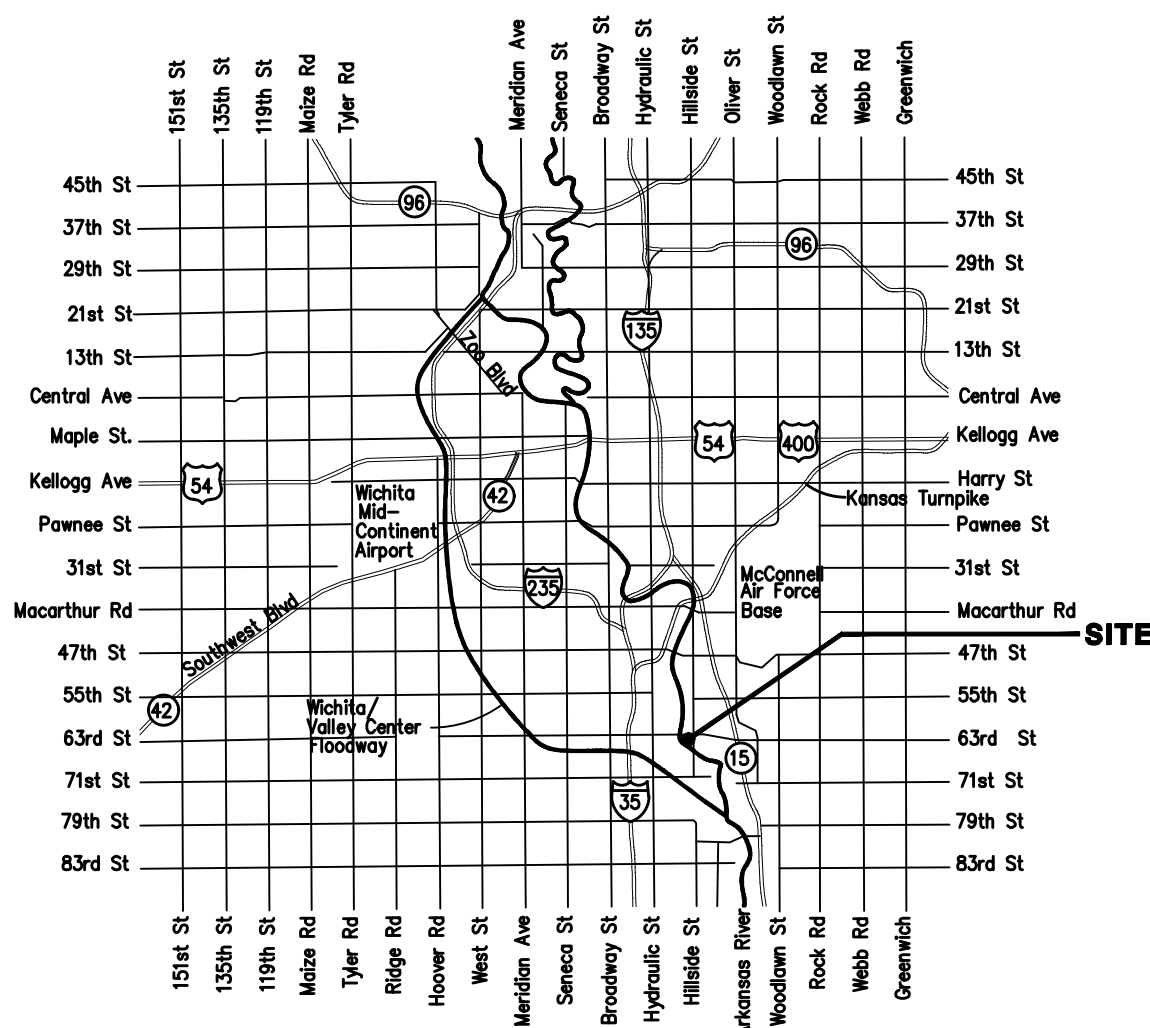 151st St
135th St
119th St
Maize Rd
Tyler Rd
Meridian Ave
Seneca St
Broadway St
Hydraulic St
Hillside St
Oliver St
Woodlawn St
Rock Rd
Webb Rd
Greenwich
45th St
37th St
29th St
21st St
13th St
Central Ave
Maple St.
Kellogg Ave
Pawnee St
31st St
Macarthur Rd
47th St
55th St
63rd St
71st St
79th St
83rd St
96
96
135
Zoo Blvd
54
54
400
42
Wichita
Mid-
Continent
Airport
Kansas Turnpike
235
McConnell
Air Force
Base
Southwest Blvd
42
Wichita/
Valley Center
Floodway
15
35
45th St
37th St
29th St
21st St
13th St
Central Ave
Kellogg Ave
Harry St
Pawnee St
31st St
Macarthur Rd
SITE
47th St
55th St
63rd St
71st St
79th St
83rd St
151st St
135th St
119th St
Maize Rd
Tyler Rd
Ridge Rd
Hoover Rd
West St
Meridian Ave
Seneca St
Broadway St
Hydraulic St
Hillside St
rkansas River
Woodlawn St
Rock Rd
Webb Rd
Greenwich